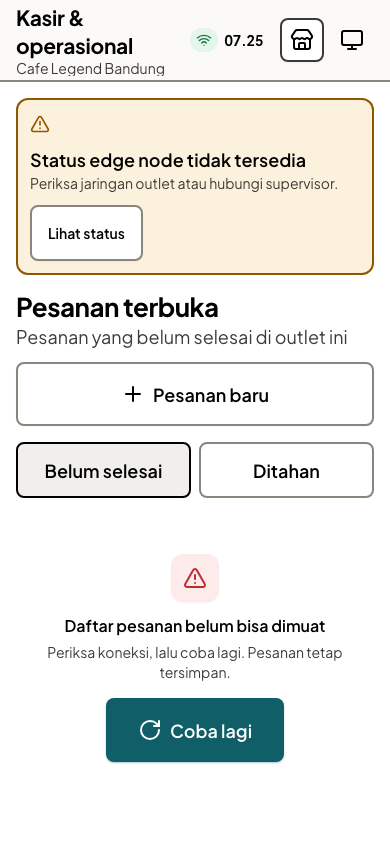 Kasir &
operasional
Cafe Legend Bandung
07.25
Status edge node tidak tersedia
Periksa jaringan outlet atau hubungi supervisor.
Lihat status
Pesanan terbuka
Pesanan yang belum selesai di outlet ini
Pesanan baru
Belum selesai
Ditahan
Daftar pesanan belum bisa dimuat
Periksa koneksi, lalu coba lagi. Pesanan tetap
tersimpan.
Coba lagi